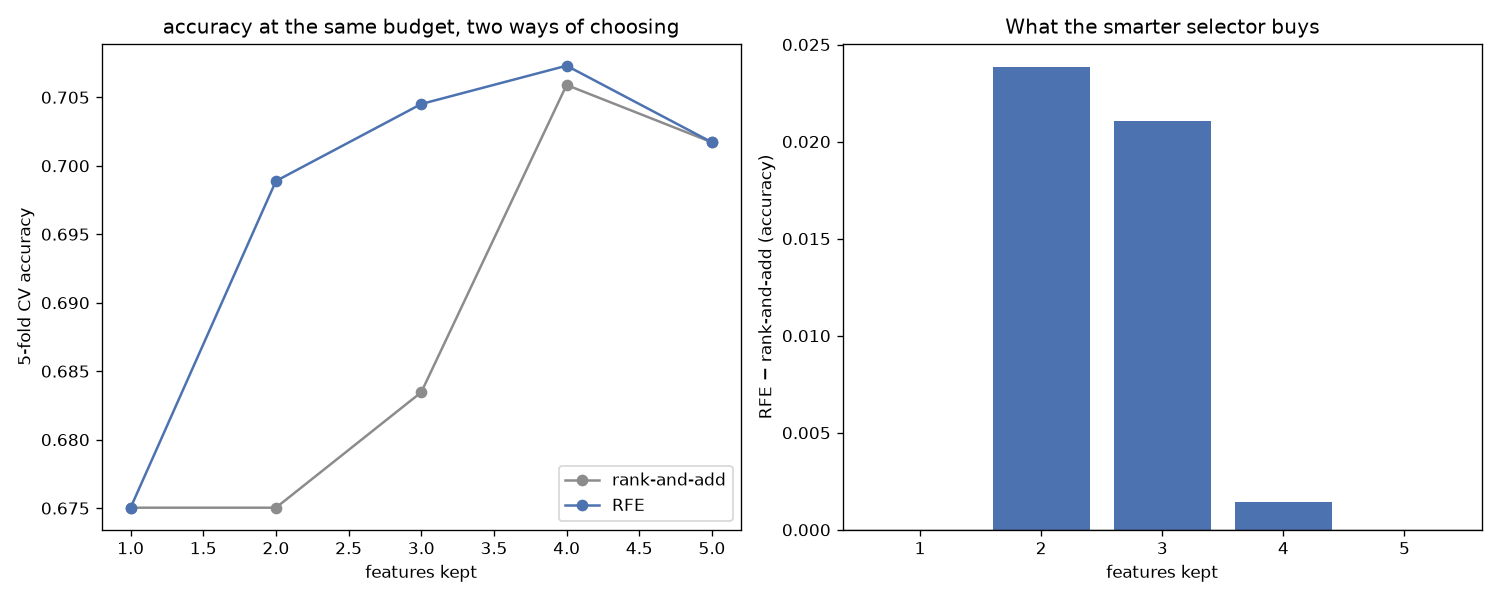 accuracy at the same budget, two ways of choosing
5-fold CV accuracy
0.705
0.700
0.695
0.690
0.685
0.680
0.675
1.0 1.5 2.0 2.5 3.0 3.5 4.0 4.5 5.0
features kept
rank-and-add
RFE
What the smarter selector buys
RFE − rank-and-add (accuracy)
0.025
0.020
0.015
0.010
0.005
0.000
1 2 3 4 5
features kept